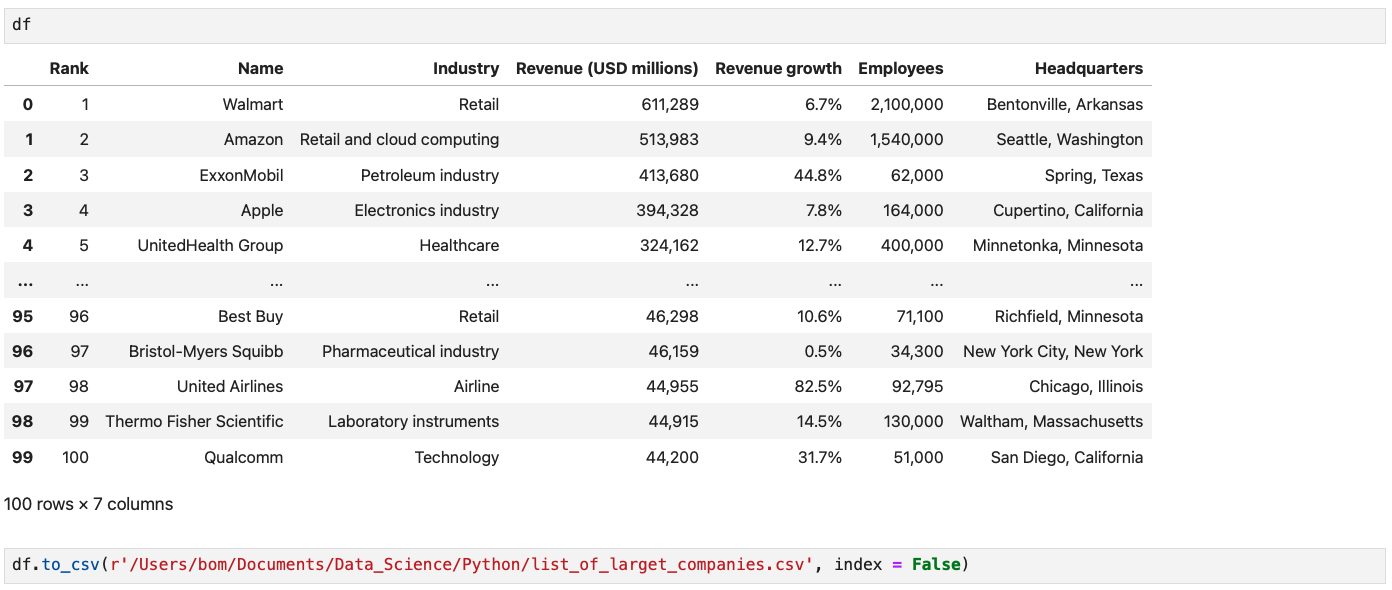 df
Rank Name Industry Revenue (USD millions) Revenue growth Employees Headquarters
0 1 Walmart Retail 611,289 6.7% 2,100,000 Bentonville, Arkansas
1 2 Amazon Retail and cloud computing 513,983 9.4% 1,540,000 Seattle, Washington
2 3 ExxonMobil Petroleum industry 413,680 44.8% 62,000 Spring, Texas
3 4 Apple Electronics industry 394,328 7.8% 164,000 Cupertino, California
4 5 UnitedHealth Group Healthcare 324,162 12.7% 400,000 Minnetonka, Minnesota
... ... ... ... ... ... ... ...
95 96 Best Buy Retail 46,298 10.6% 71,100 Richfield, Minnesota
96 97 Bristol-Myers Squibb Pharmaceutical industry 46,159 0.5% 34,300 New York City, New York
97 98 United Airlines Airline 44,955 82.5% 92,795 Chicago, Illinois
98 99 Thermo Fisher Scientific Laboratory instruments 44,915 14.5% 130,000 Waltham, Massachusetts
99 100 Qualcomm Technology 44,200 31.7% 51,000 San Diego, California
100 rows × 7 columns
df.to_csv(r'/Users/bom/Documents/Data_Science/Python/list_of_larget_companies.csv', index = False)